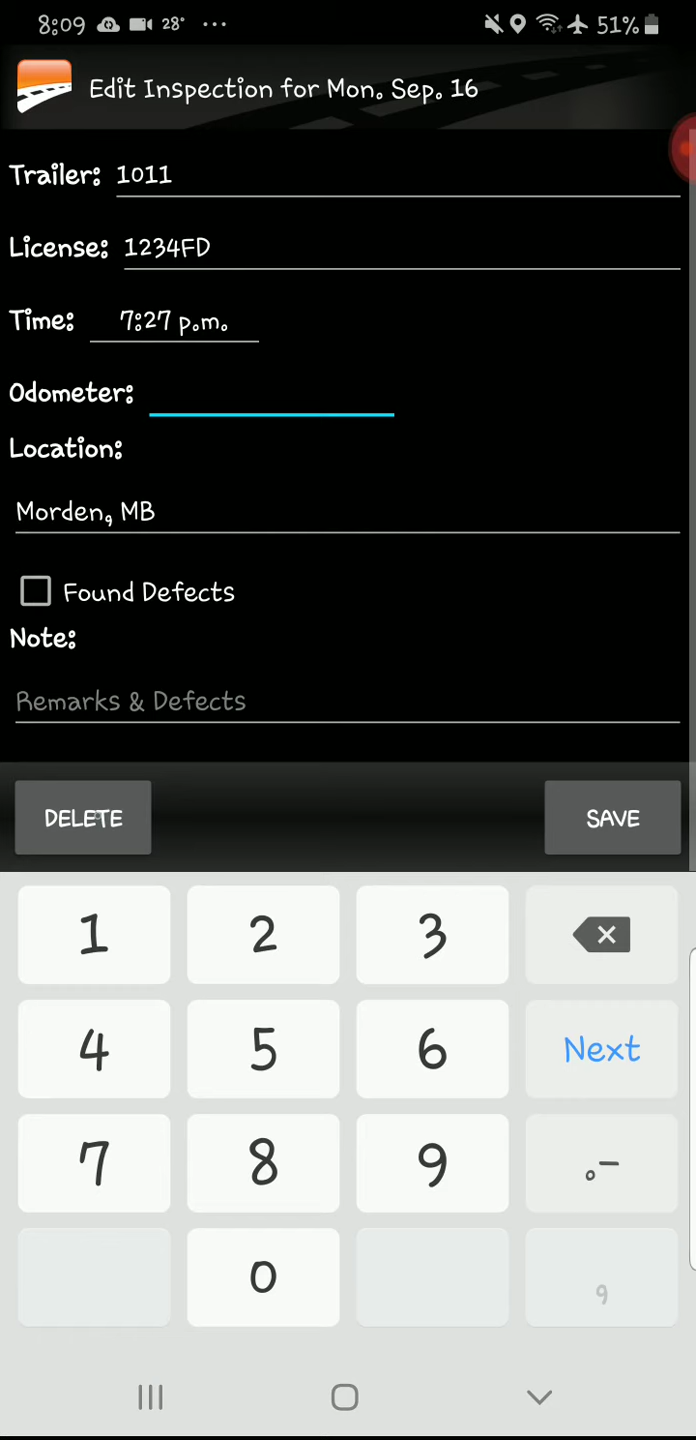 8:09 28° ... 51%
Edit Inspection for Mon. Sep. 16
Trailer: 1011
License: 1234FD
Time: 7:27 p.m.
Odometer:
Location:
Morden, MB
Found Defects
Note:
Remarks & Defects
DELETE SAVE
1 2 3
4 5 6 Next
7 8 9 .-
0 ,